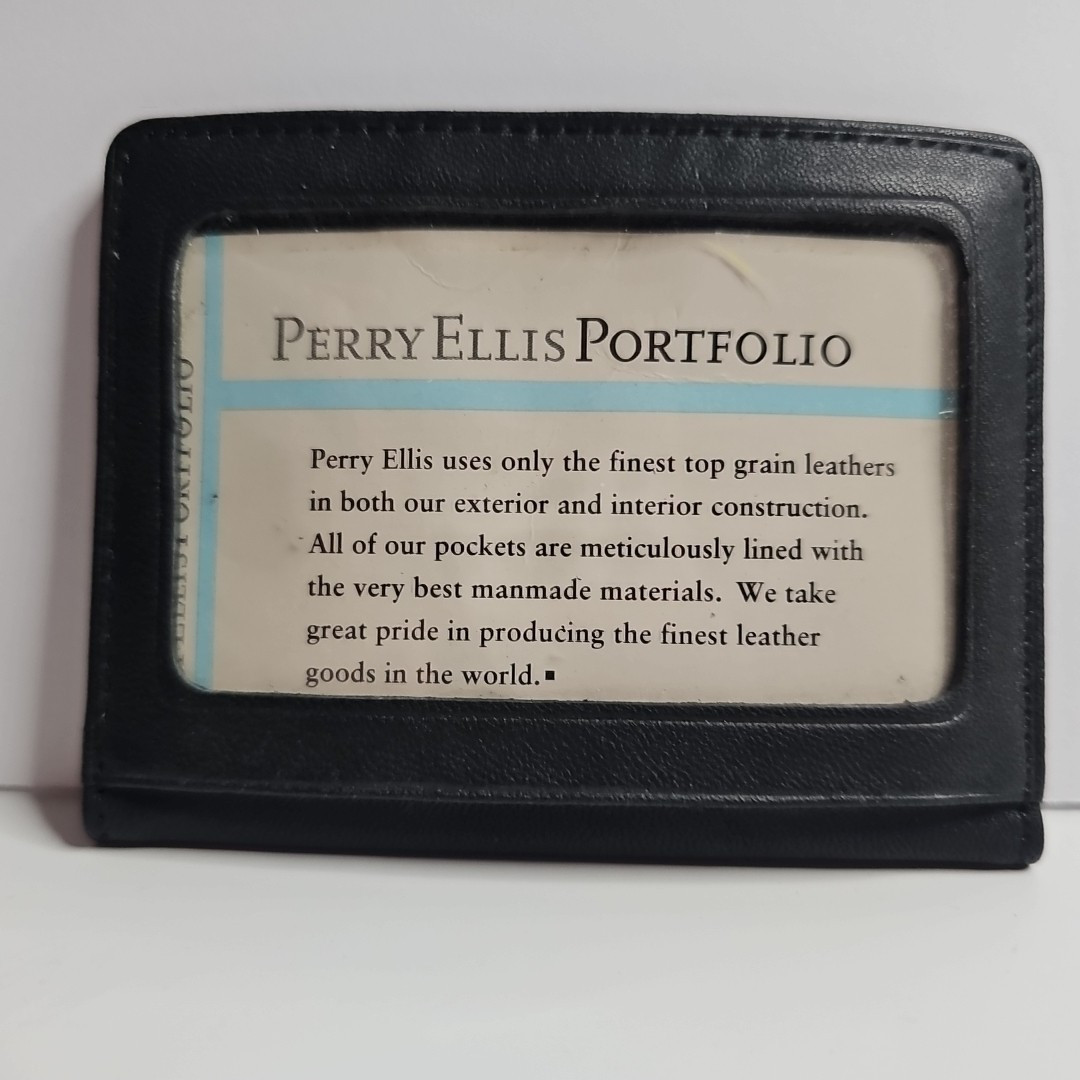 PERRY ELLIS PORTFOLIO
Perry Ellis uses only the finest top grain leathers
in both our exterior and interior construction.
All of our pockets are meticulously lined with
the very best manmade materials. We take
great pride in producing the finest leather
goods in the world.▪
PORTFOLIO